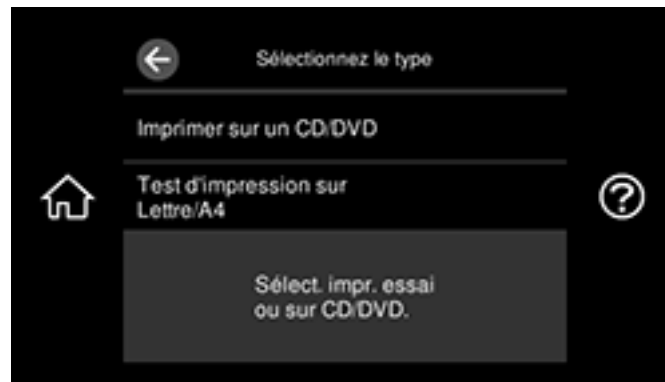 Sélectionnez le type
Imprimer sur un CD/DVD
Test d'impression sur
Lettre/A4
Sélect. impr. essai
ou sur CD/DVD.